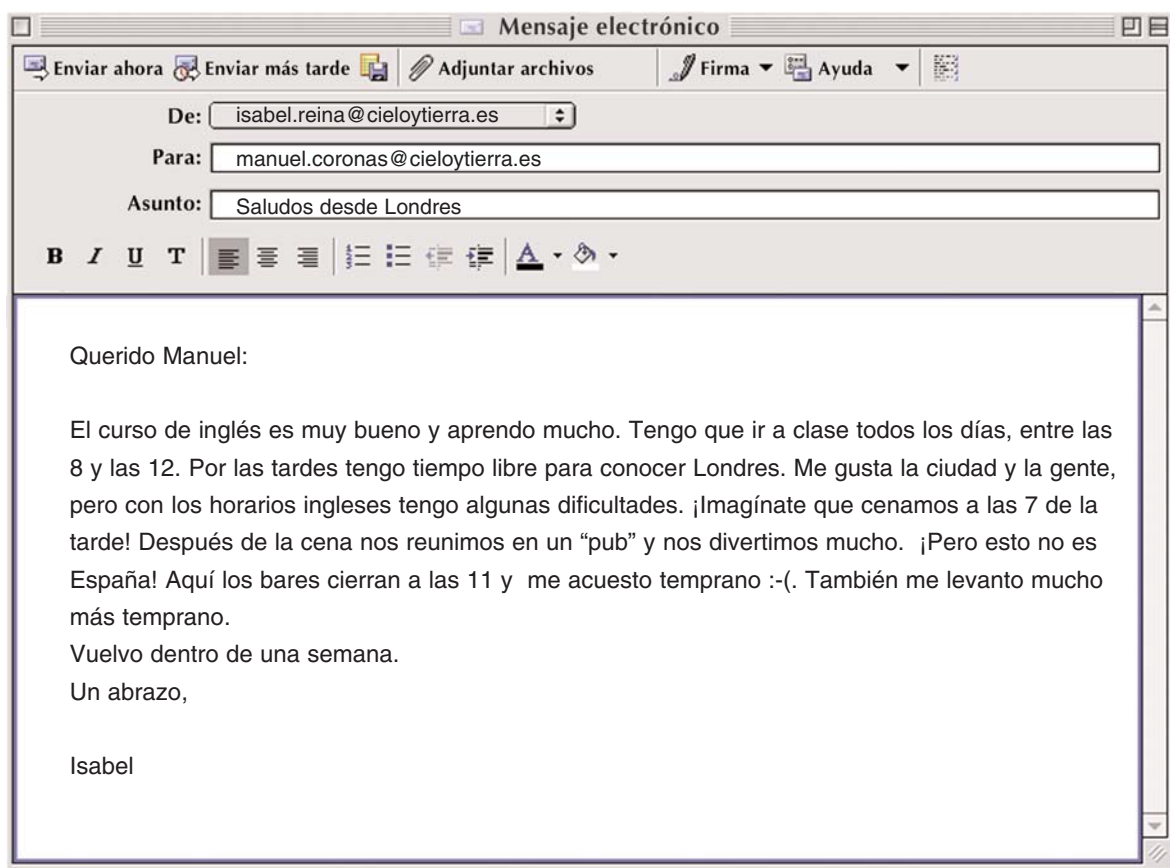 Mensaje electrónico
Enviar ahora Enviar más tarde Adjuntar archivos Firma Ayuda
De: isabel.reina@cieloytierra.es
Para: manuel.coronas@cieloytierra.es
Asunto: Saludos desde Londres
B I U T A
Querido Manuel:
El curso de inglés es muy bueno y aprendo mucho. Tengo que ir a clase todos los días, entre las
8 y las 12. Por las tardes tengo tiempo libre para conocer Londres. Me gusta la ciudad y la gente,
pero con los horarios ingleses tengo algunas dificultades. ¡Imagínate que cenamos a las 7 de la
tarde! Después de la cena nos reunimos en un “pub” y nos divertimos mucho. ¡Pero esto no es
España! Aquí los bares cierran a las 11 y me acuesto temprano :-(. También me levanto mucho
más temprano.
Vuelvo dentro de una semana.
Un abrazo,
Isabel